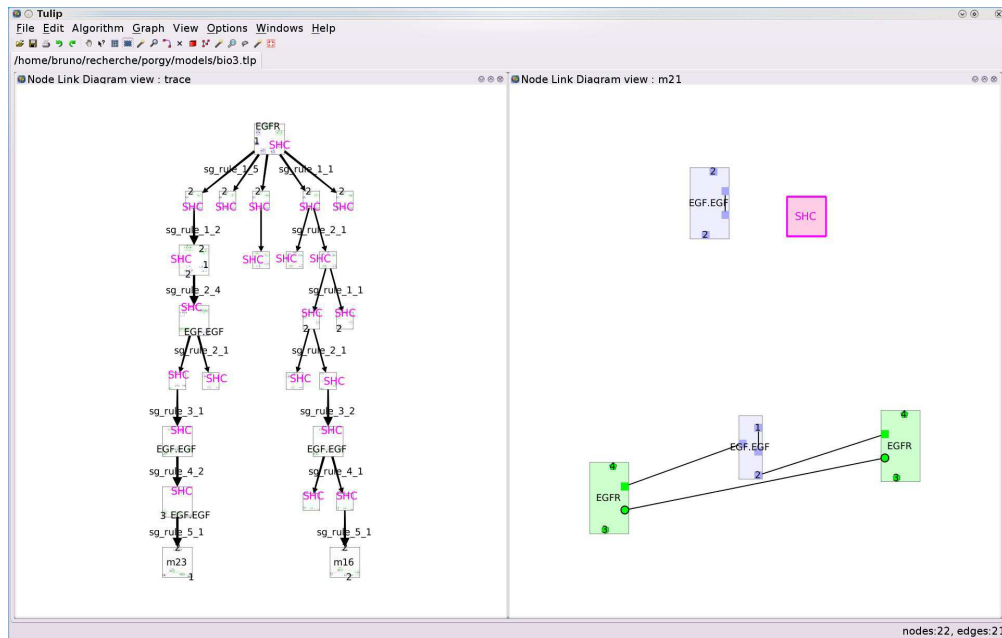 Tulip
File Edit Algorithm Graph View Options Windows Help
/home/bruno/recherche/porgy/models/bio3.tlp
Node Link Diagram view : trace
EGFR
1
SHC
sg_rule_1_5 sg_rule_1_1
2 2 2 2 2
SHC SHC SHC SHC SHC
sg_rule_1_2 sg_rule_2_1
2
SHC 1
2
SHC SHC SHC
sg_rule_2_4 sg_rule_1_1
SHC
EGF.EGF
SHC SHC
2 2
sg_rule_2_1 sg_rule_2_1
SHC SHC SHC SHC
sg_rule_3_1 sg_rule_3_2
SHC SHC
EGF.EGF EGF.EGF
sg_rule_4_2 sg_rule_4_1
SHC SHC SHC
3 EGF.EGF
sg_rule_5_1 sg_rule_5_1
2 2
m23 m16
1 2
Node Link Diagram view : m21
2
EGF.EGF
2
SHC
1
EGF.EGF
2
4
EGFR
3
4
EGFR
3
nodes:22, edges:21